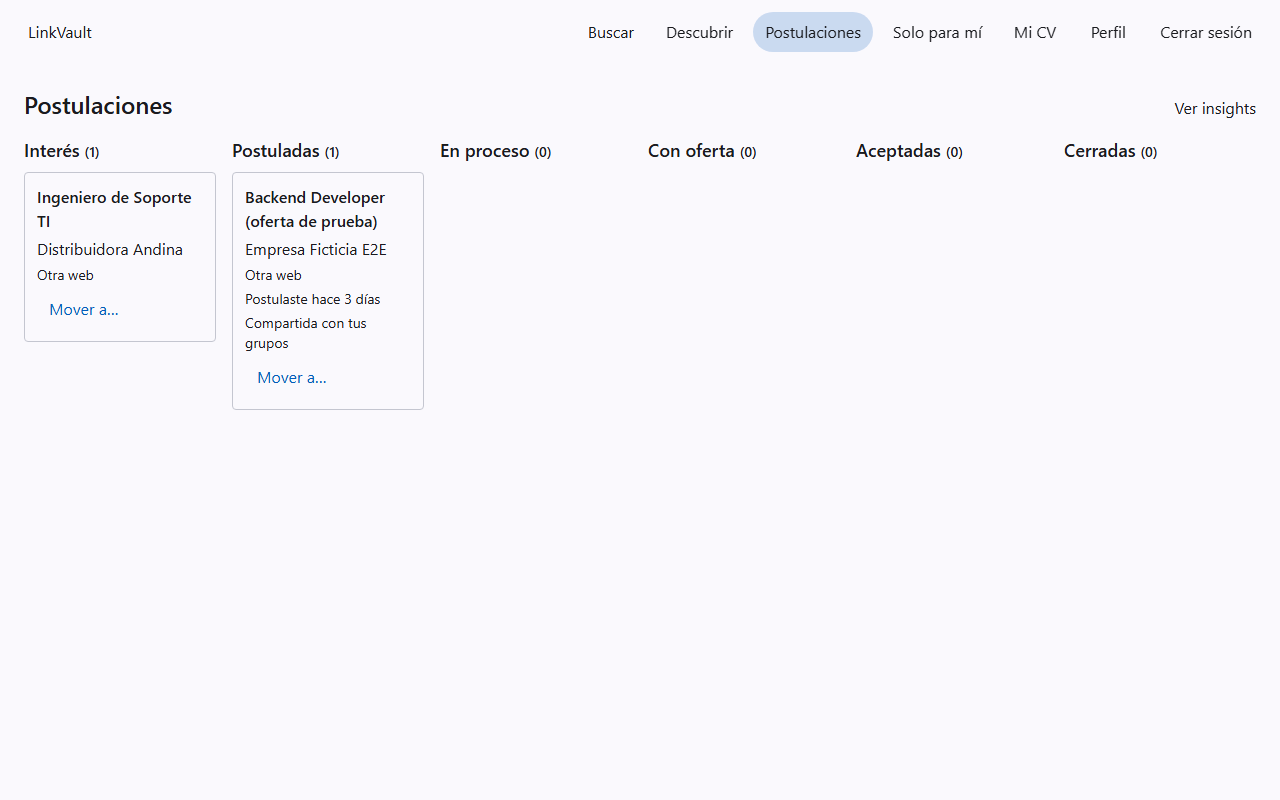 LinkVault
Buscar
Descubrir
Postulaciones
Solo para mí
Mi CV
Perfil
Cerrar sesión
Postulaciones
Ver insights
Interés (1)
Ingeniero de Soporte
TI
Distribuidora Andina
Otra web
Mover a...
Postuladas (1)
Backend Developer
(oferta de prueba)
Empresa Ficticia E2E
Otra web
Postulaste hace 3 días
Compartida con tus
grupos
Mover a...
En proceso (0)
Con oferta (0)
Aceptadas (0)
Cerradas (0)